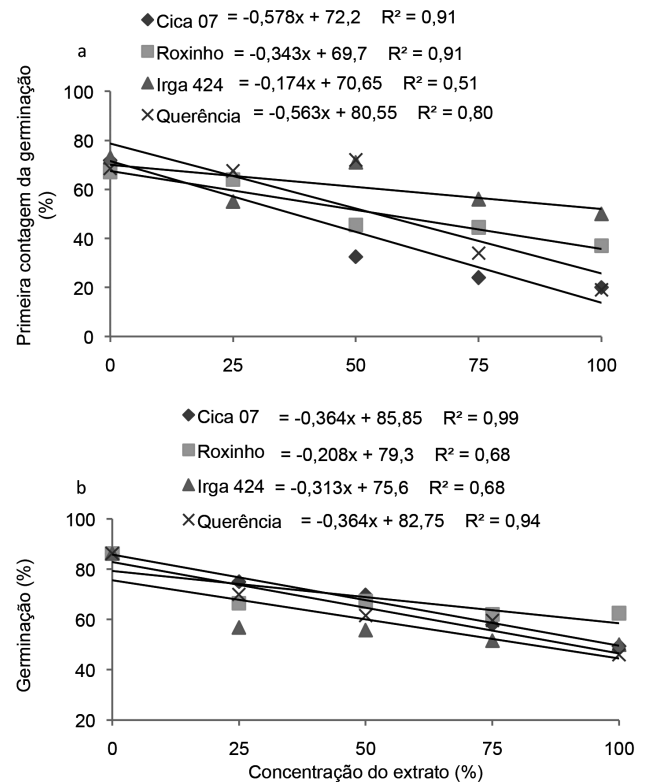 Cica 07 = -0,578x + 72,2 R² = 0,91
a
Roxinho = -0,343x + 69,7 R² = 0,91
Irga 424 = -0,174x + 70,65 R² = 0,51
Querência = -0,563x + 80,55 R² = 0,80
Primeira contagem da germinação
(%)
100
80
60
40
20
0
0 25 50 75 100
Cica 07 = -0,364x + 85,85 R² = 0,99
Roxinho = -0,208x + 79,3 R² = 0,68
b
Irga 424 = -0,313x + 75,6 R² = 0,68
Querência = -0,364x + 82,75 R² = 0,94
Germinação (%)
100
80
60
40
20
0 25 50 75 100
Concentração do extrato (%)